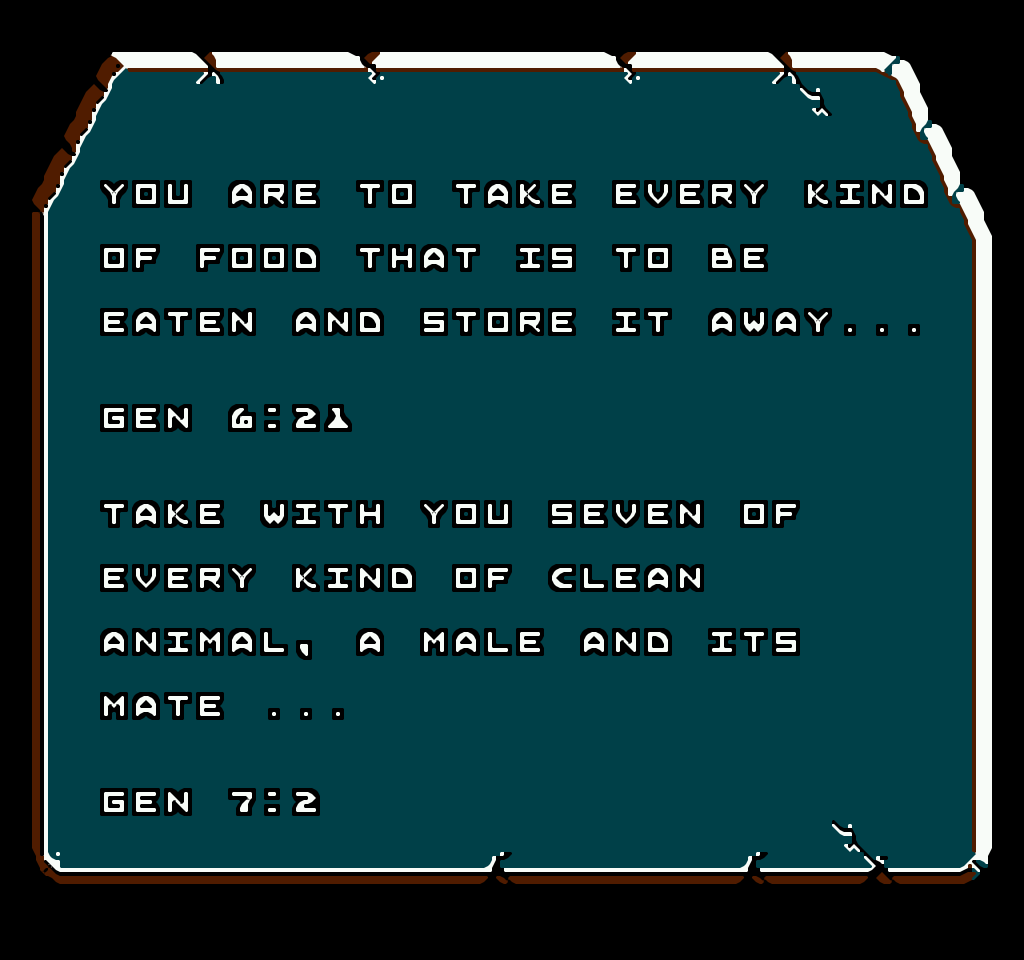 YOU ARE TO TAKE EVERY KIND
OF FOOD THAT IS TO BE
EATEN AND STORE IT AWAY...
GEN 6:21
TAKE WITH YOU SEVEN OF
EVERY KIND OF CLEAN
ANIMAL, A MALE AND ITS
MATE ...
GEN 7:2